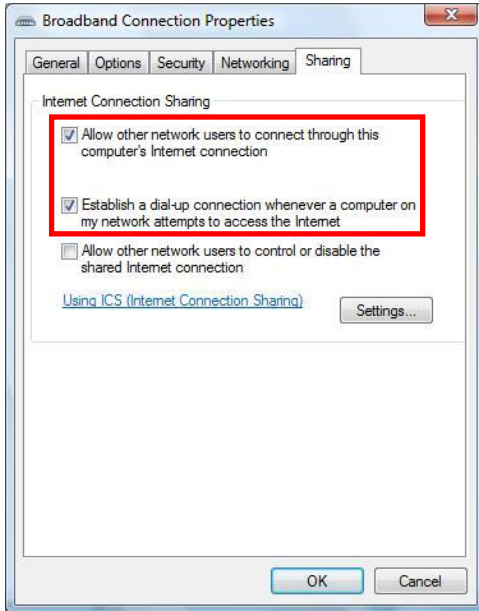 Broadband Connection Properties
General Options Security Networking Sharing
Internet Connection Sharing
Allow other network users to connect through this
computer's Internet connection
Establish a dial-up connection whenever a computer on
my network attempts to access the Internet
Allow other network users to control or disable the
shared Internet connection
Using ICS (Internet Connection Sharing)
Settings...
OK Cancel